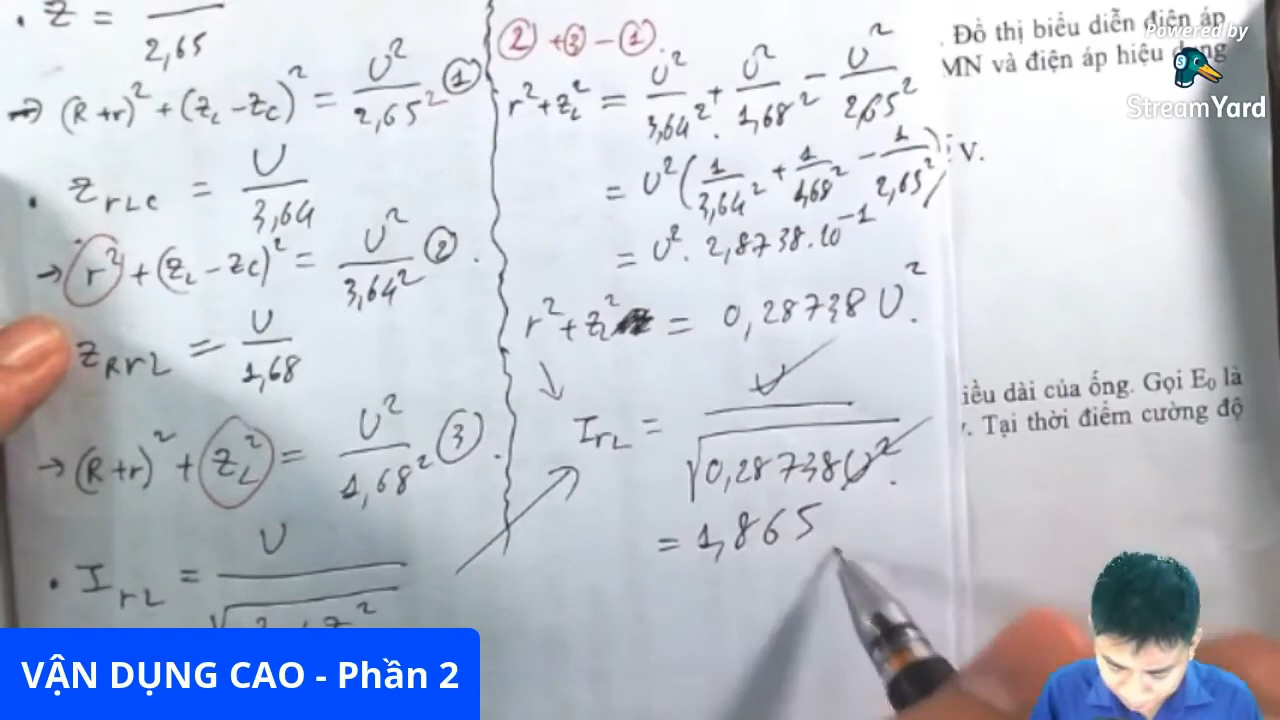 . Z = —
2,65
→ (R+r)² + (Z_L - Z_C)² = U²/2,65² ①
. Z_rLC = U/3,64
→ r² + (Z_L - Z_C)² = U²/3,64² ② .
Z_RrL = U/1,68
→ (R+r)² + Z_L² = U²/1,68² ③ .
. I_rL = U/√(r²+Z_L²)
② + ③ - ① .
r² + Z_L² = U²/3,64² + U²/1,68² - U²/2,65²
= U² (1/3,64² + 1/1,68² - 1/2,65²)
= U² . 2,8738.10⁻¹
r² + Z_L² = 0,28738 U² .
I_rL = U/√(0,28738U²) .
= 1,865
. Đồ thị biểu diễn điện áp
MN và điện áp hiệu dụng
V.
iều dài của ống. Gọi E₀ là
. Tại thời điểm cường độ
Powered by
StreamYard
VẬN DỤNG CAO - Phần 2